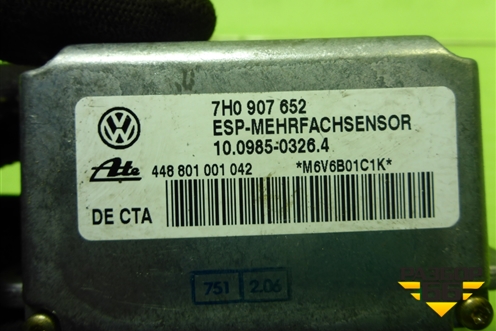 7H0 907 652
ESP-MEHRFACHSENSOR
10.0985-0326.4
Ate 448 801 001 042 *M6V6B01C1K*
DE CTA
751 2.06